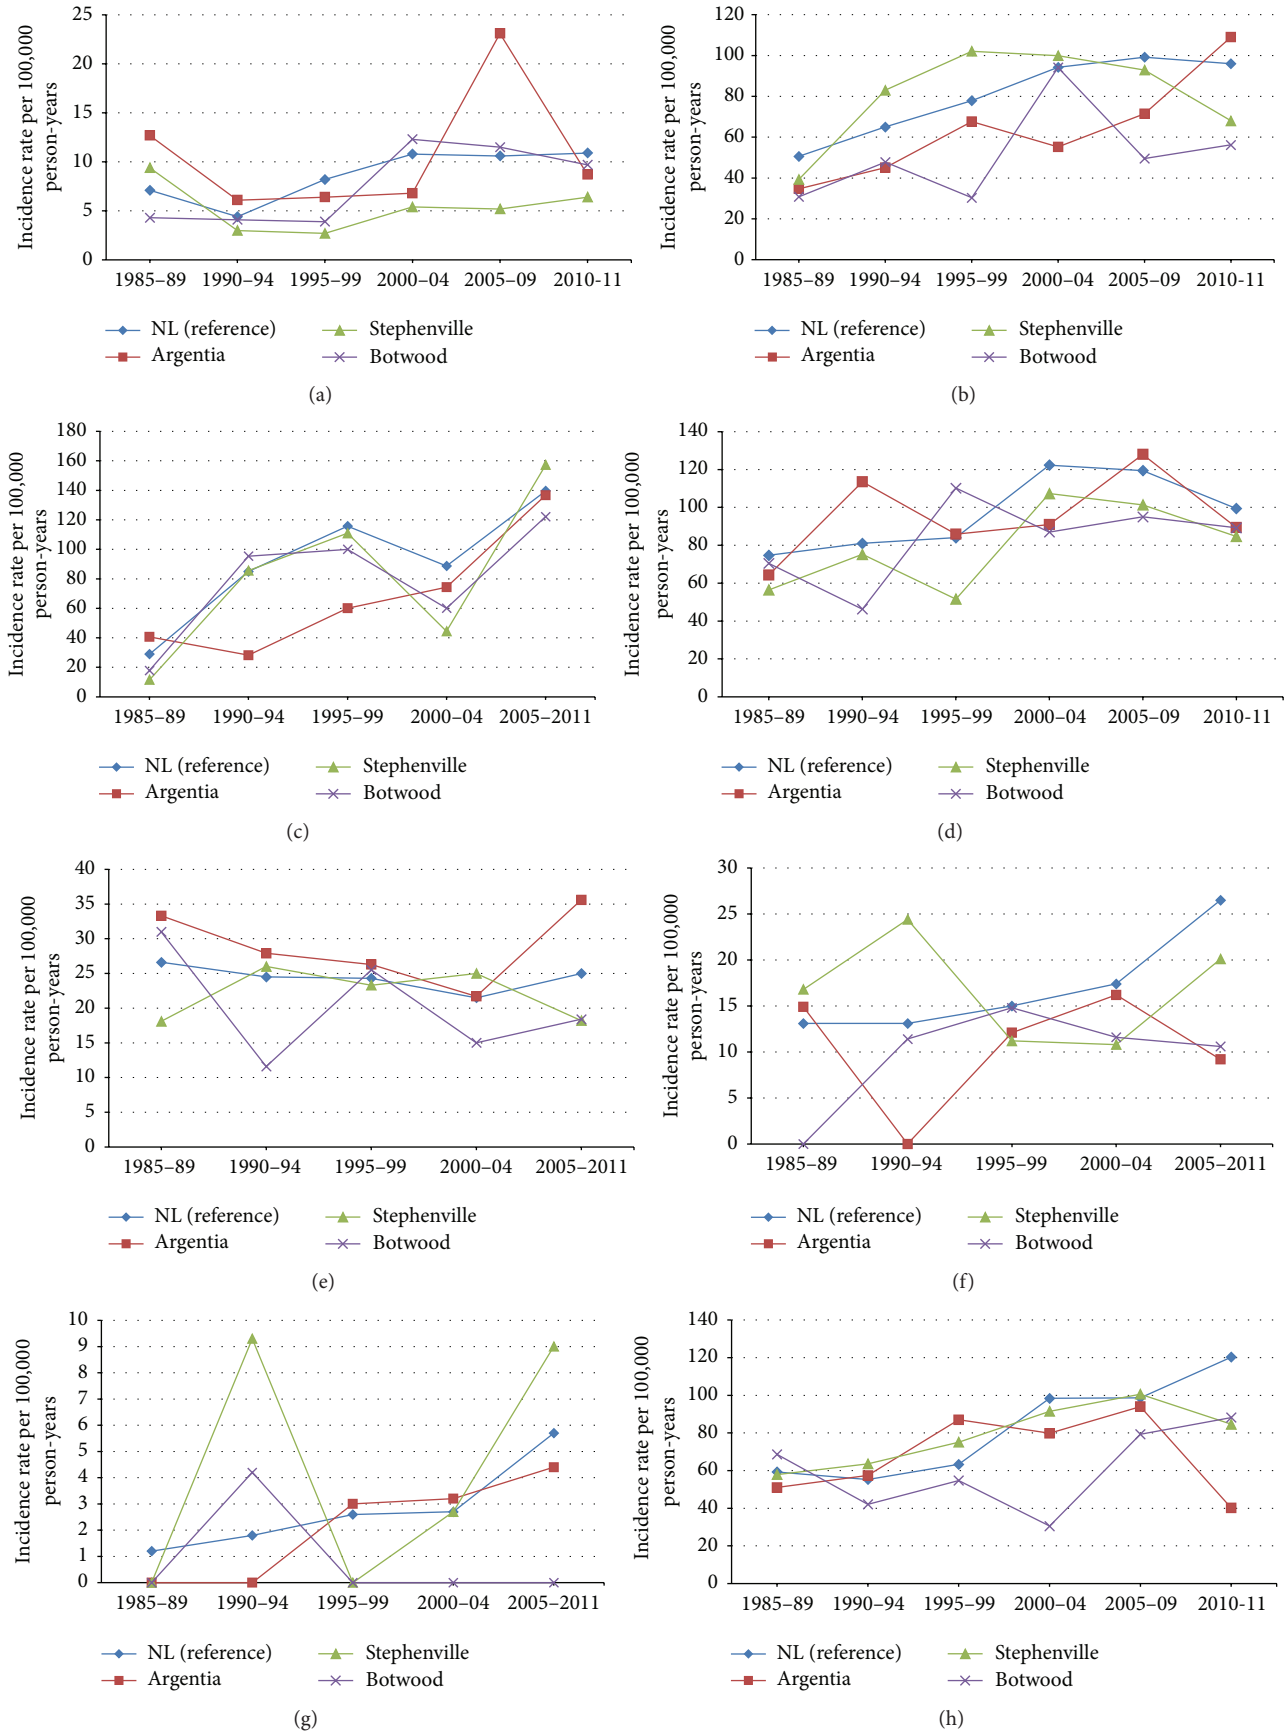 Incidence rate per 100,000
person-years
25
20
15
10
5
0
1985–89 1990–94 1995–99 2000–04 2005–09 2010-11
NL (reference) Stephenville
Argentia Botwood
(a)
Incidence rate per 100,000
person-years
120
100
80
60
40
20
0
1985–89 1990–94 1995–99 2000–04 2005–09 2010-11
NL (reference) Stephenville
Argentia Botwood
(b)
Incidence rate per 100,000
person-years
180
160
140
120
100
80
60
40
20
0
1985–89 1990–94 1995–99 2000–04 2005–2011
NL (reference) Stephenville
Argentia Botwood
(c)
Incidence rate per 100,000
person-years
140
120
100
80
60
40
20
0
1985–89 1990–94 1995–99 2000–04 2005–09 2010-11
NL (reference) Stephenville
Argentia Botwood
(d)
Incidence rate per 100,000
person-years
40
35
30
25
20
15
10
5
0
1985–89 1990–94 1995–99 2000–04 2005–2011
NL (reference) Stephenville
Argentia Botwood
(e)
Incidence rate per 100,000
person-years
30
25
20
15
10
5
0
1985–89 1990–94 1995–99 2000–04 2005–2011
NL (reference) Stephenville
Argentia Botwood
(f)
Incidence rate per 100,000
person-years
10
9
8
7
6
5
4
3
2
1
0
1985–89 1990–94 1995–99 2000–04 2005–2011
NL (reference) Stephenville
Argentia Botwood
(g)
Incidence rate per 100,000
person-years
140
120
100
80
60
40
20
0
1985–89 1990–94 1995–99 2000–04 2005–09 2010-11
NL (reference) Stephenville
Argentia Botwood
(h)